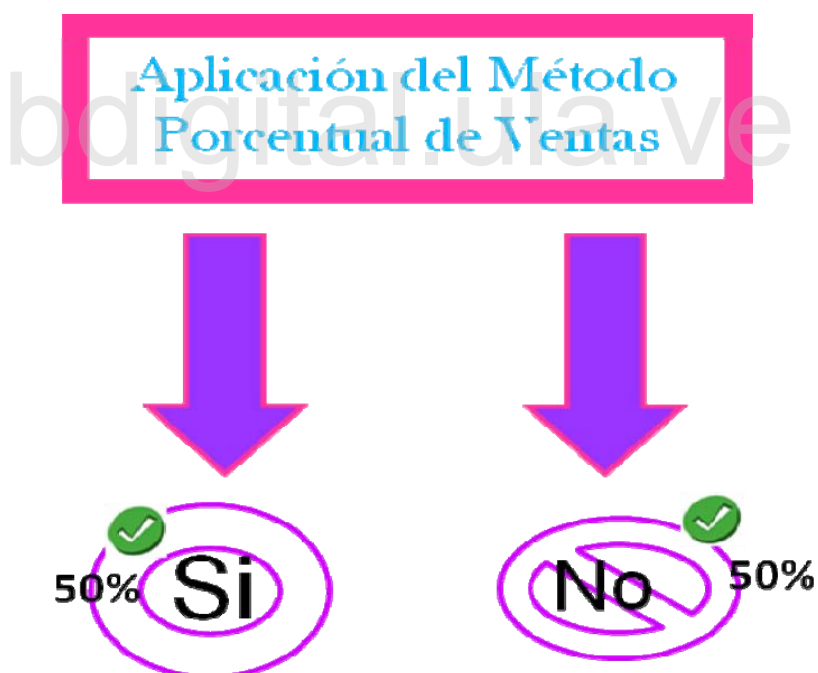 Aplicación del Método
Porcentual de Ventas
bdigital.ula.ve
50% Si
No 50%